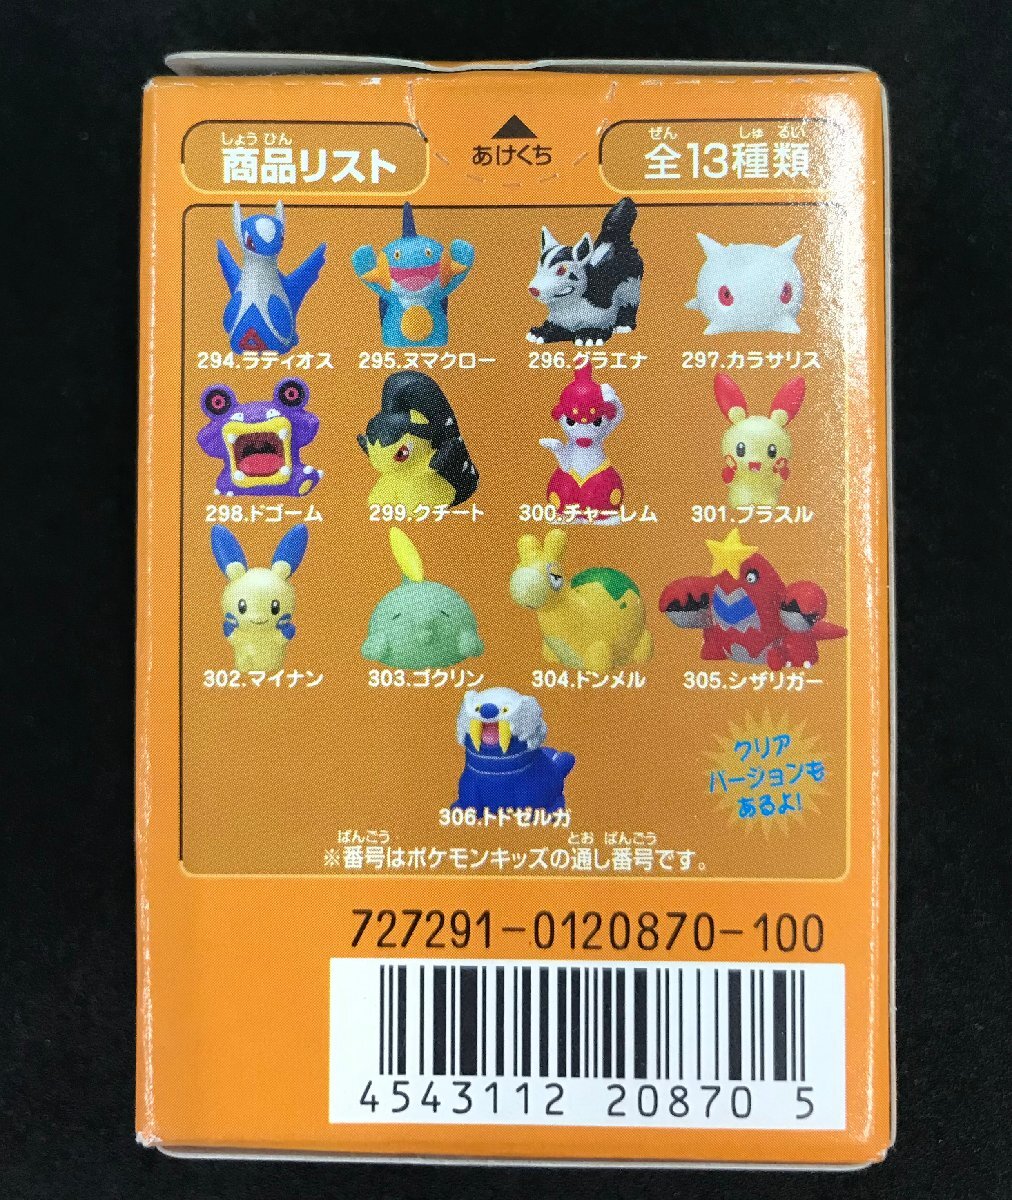 しょうひん
商品リスト
あけくち
ぜん しゅるい
全13種類
294.ラティオス 295.ヌマクロー 296.グラエナ 297.カラサリス
298.ドゴーム 299.クチート 300.チャーレム 301.プラスル
302.マイナン 303.ゴクリン 304.ドンメル 305.シザリガー
306.トドゼルガ
クリア
バージョンも
あるよ!
ばんごう とお ばんごう
※番号はポケモンキッズの通し番号です。
727291-0120870-100
4543112 20870 5